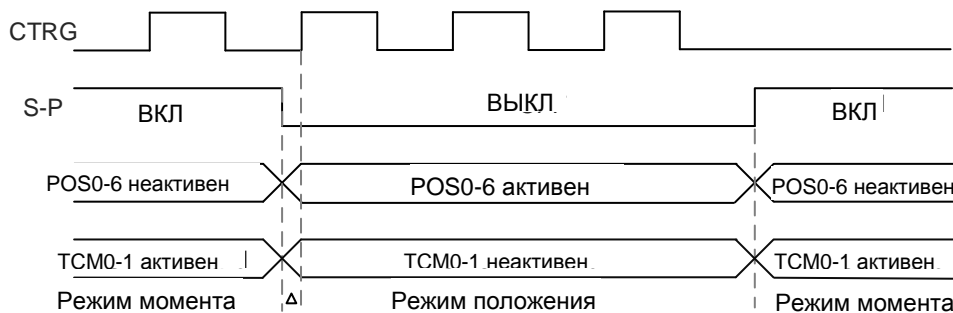 CTRG
S-P ВКЛ ВЫКЛ ВКЛ
POS0-6 неактивен POS0-6 активен POS0-6 неактивен
TCM0-1 активен TCM0-1 неактивен TCM0-1 активен
Режим момента Δ Режим положения Режим момента